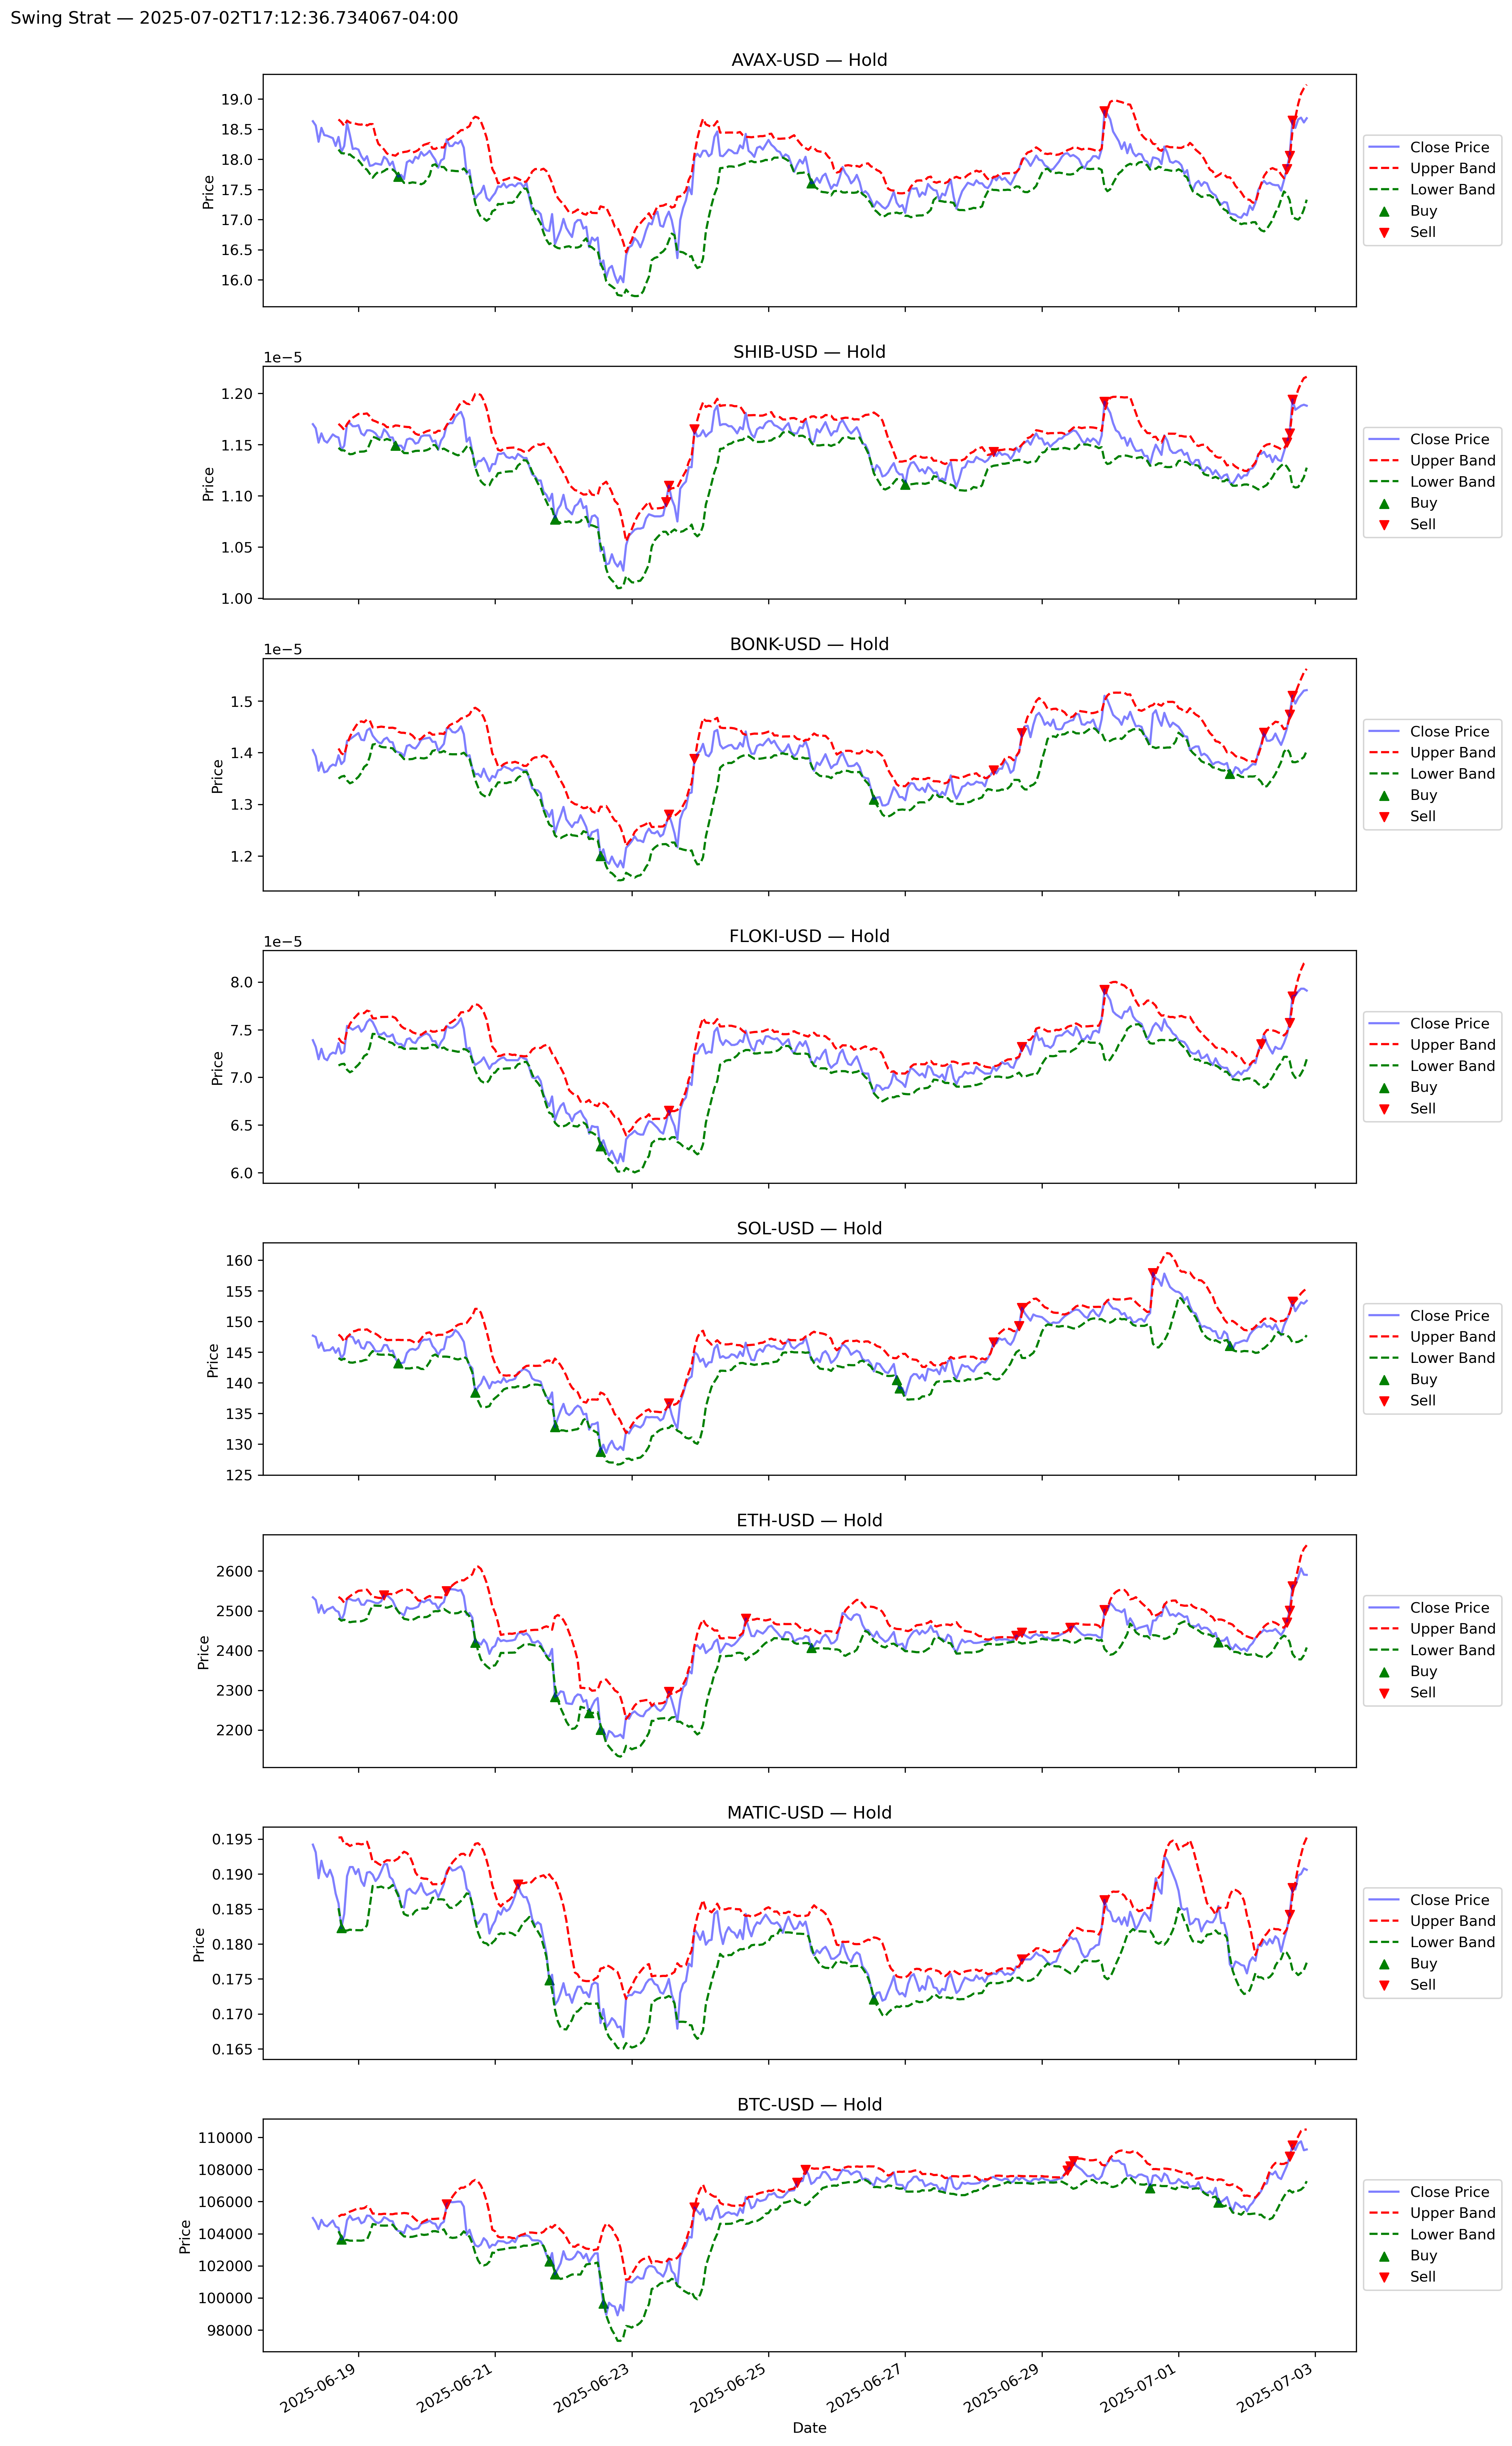 Swing Strat — 2025-07-02T17:12:36.734067-04:00
AVAX-USD — Hold
Price
19.0
18.5
18.0
17.5
17.0
16.5
16.0
Close Price
Upper Band
Lower Band
Buy
Sell
SHIB-USD — Hold
1e−5
Price
1.20
1.15
1.10
1.05
1.00
Close Price
Upper Band
Lower Band
Buy
Sell
BONK-USD — Hold
1e−5
Price
1.5
1.4
1.3
1.2
Close Price
Upper Band
Lower Band
Buy
Sell
FLOKI-USD — Hold
1e−5
Price
8.0
7.5
7.0
6.5
6.0
Close Price
Upper Band
Lower Band
Buy
Sell
SOL-USD — Hold
Price
160
155
150
145
140
135
130
125
Close Price
Upper Band
Lower Band
Buy
Sell
ETH-USD — Hold
Price
2600
2500
2400
2300
2200
Close Price
Upper Band
Lower Band
Buy
Sell
MATIC-USD — Hold
Price
0.195
0.190
0.185
0.180
0.175
0.170
0.165
Close Price
Upper Band
Lower Band
Buy
Sell
BTC-USD — Hold
Price
110000
108000
106000
104000
102000
100000
98000
Close Price
Upper Band
Lower Band
Buy
Sell
2025-06-19
2025-06-21
2025-06-23
2025-06-25
2025-06-27
2025-06-29
2025-07-01
2025-07-03
Date